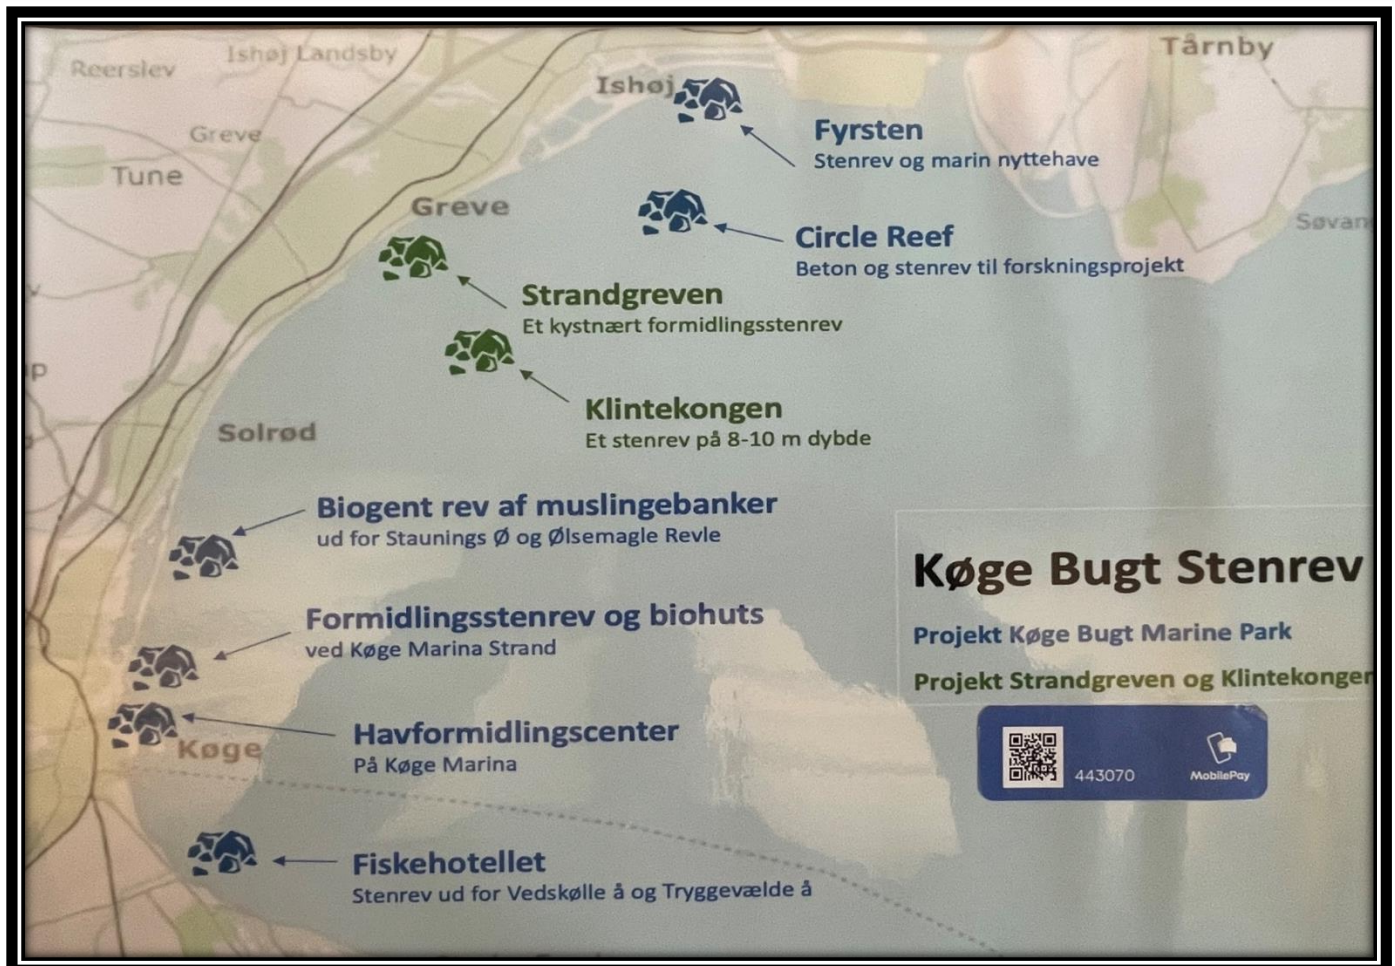 Reerslev
Ishøj Landsby
Tårnby
Ishøj
Greve
Tune
Fyrsten
Stenrev og marin nyttehave
Greve
Søvan
Circle Reef
Beton og stenrev til forskningsprojekt
Strandgreven
Et kystnært formidlingsstenrev
Klintekongen
Et stenrev på 8-10 m dybde
Solrød
Biogent rev af muslingebanker
ud for Staunings Ø og Ølsemagle Revle
Formidlingsstenrev og biohuts
ved Køge Marina Strand
Havformidlingscenter
På Køge Marina
Køge
Fiskehotellet
Stenrev ud for Vedskølle å og Tryggevælde å
Køge Bugt Stenrev
Projekt Køge Bugt Marine Park
Projekt Strandgreven og Klintekongen
443070
MobilePay